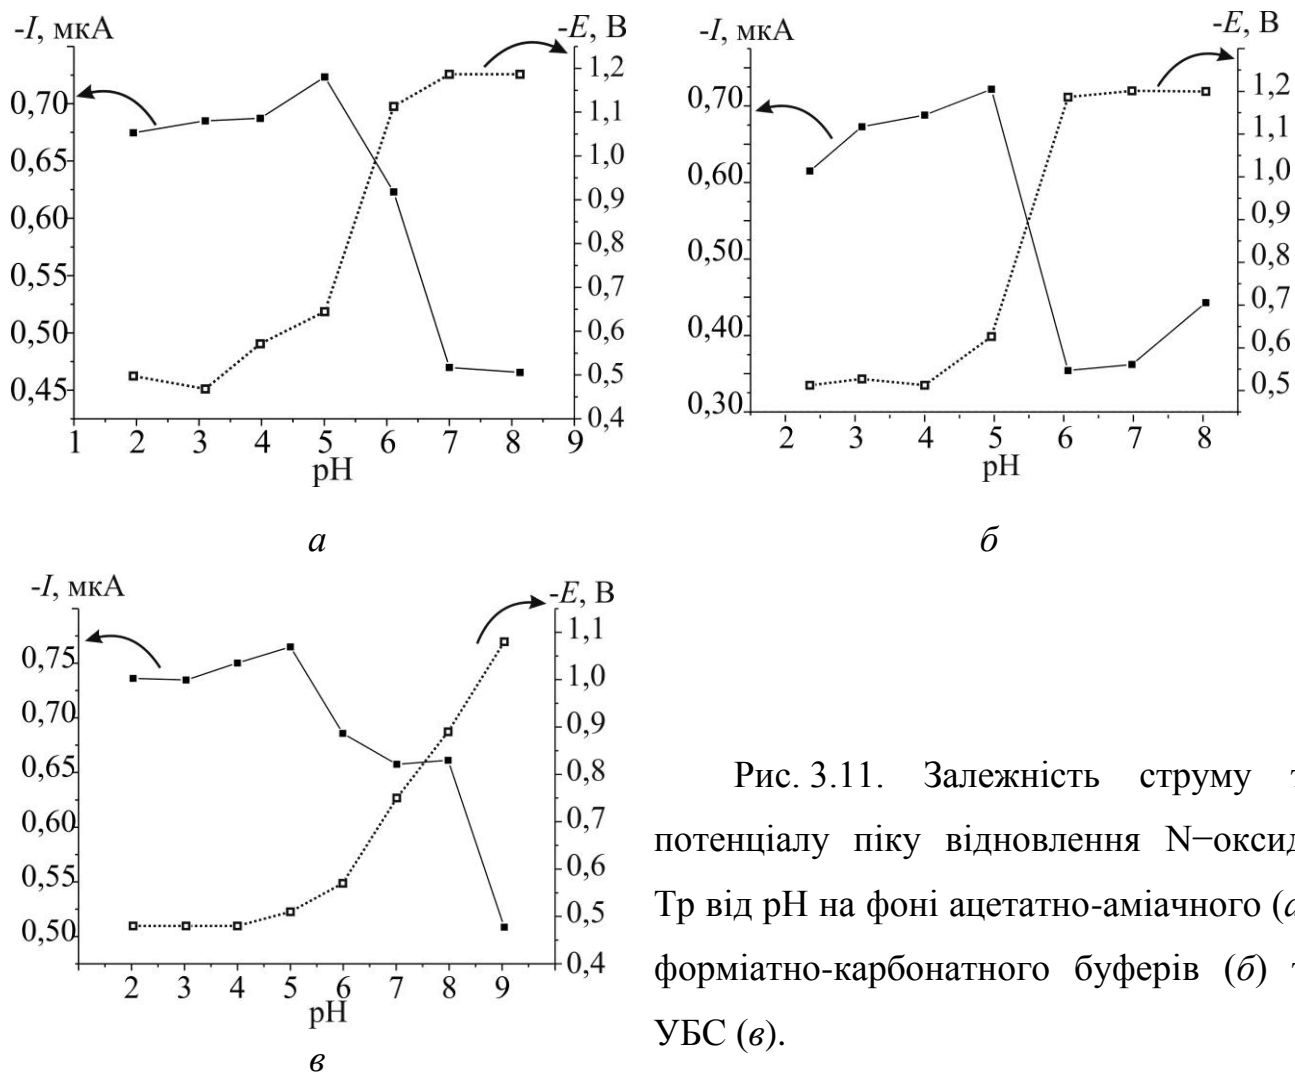 -I, мкА -E, В
0,70
0,65
0,60
0,55
0,50
0,45
1,2
1,1
1,0
0,9
0,8
0,7
0,6
0,5
0,4
1 2 3 4 5 6 7 8 9
pH
а
-I, мкА -E, В
0,70
0,60
0,50
0,40
0,30
1,2
1,1
1,0
0,9
0,8
0,7
0,6
0,5
2 3 4 5 6 7 8
pH
б
-I, мкА -E, В
0,75
0,70
0,65
0,60
0,55
0,50
1,1
1,0
0,9
0,8
0,7
0,6
0,5
0,4
2 3 4 5 6 7 8 9
pH
в
Рис. 3.11. Залежність струму т
потенціалу піку відновлення N−оксид
Тр від pH на фоні ацетатно-аміачного (а
форміатно-карбонатного буферів (б) т
УБС (в).